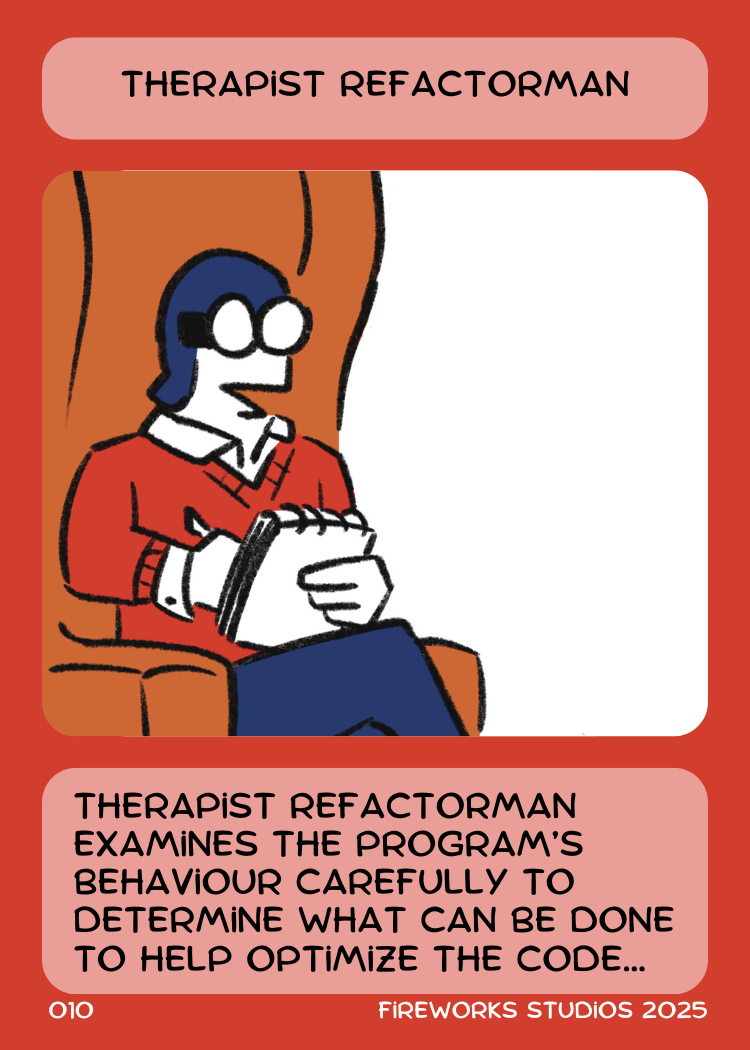 THERAPIST REFACTORMAN
THERAPIST REFACTORMAN
EXAMINES THE PROGRAM'S
BEHAVIOUR CAREFULLY TO
DETERMINE WHAT CAN BE DONE
TO HELP OPTIMIZE THE CODE...
010
FIREWORKS STUDIOS 2025